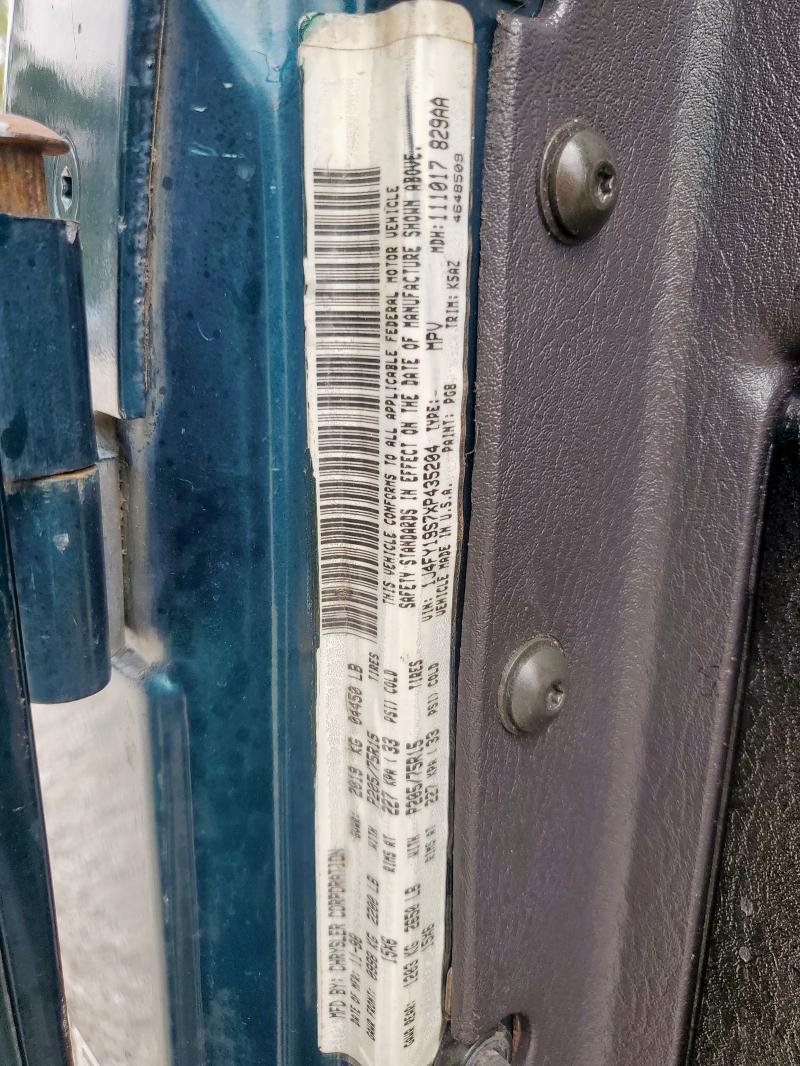 MFD BY: CHRYSLER CORPORATION
DATE OF MFR: 11-98 GVWR: 2019 KG 04450 LB
GAWR FRONT: 0998 KG 2200 LB WITH P205/75R15 TIRES
15X6 RIMS AT 227 KPA ( 33 PSI) COLD
GAWR REAR: 1203 KG 2650 LB WITH P205/75R15 TIRES
15X6 RIMS AT 227 KPA ( 33 PSI) COLD
THIS VEHICLE CONFORMS TO ALL APPLICABLE FEDERAL MOTOR VEHICLE
SAFETY STANDARDS IN EFFECT ON THE DATE OF MANUFACTURE SHOWN ABOVE.
VIN: 1J4FY19S7XP435204 TYPE: MPV MDH: 111017 829AA
VEHICLE MADE IN U.S.A. PAINT: PGB TRIM: K5AZ 4648509